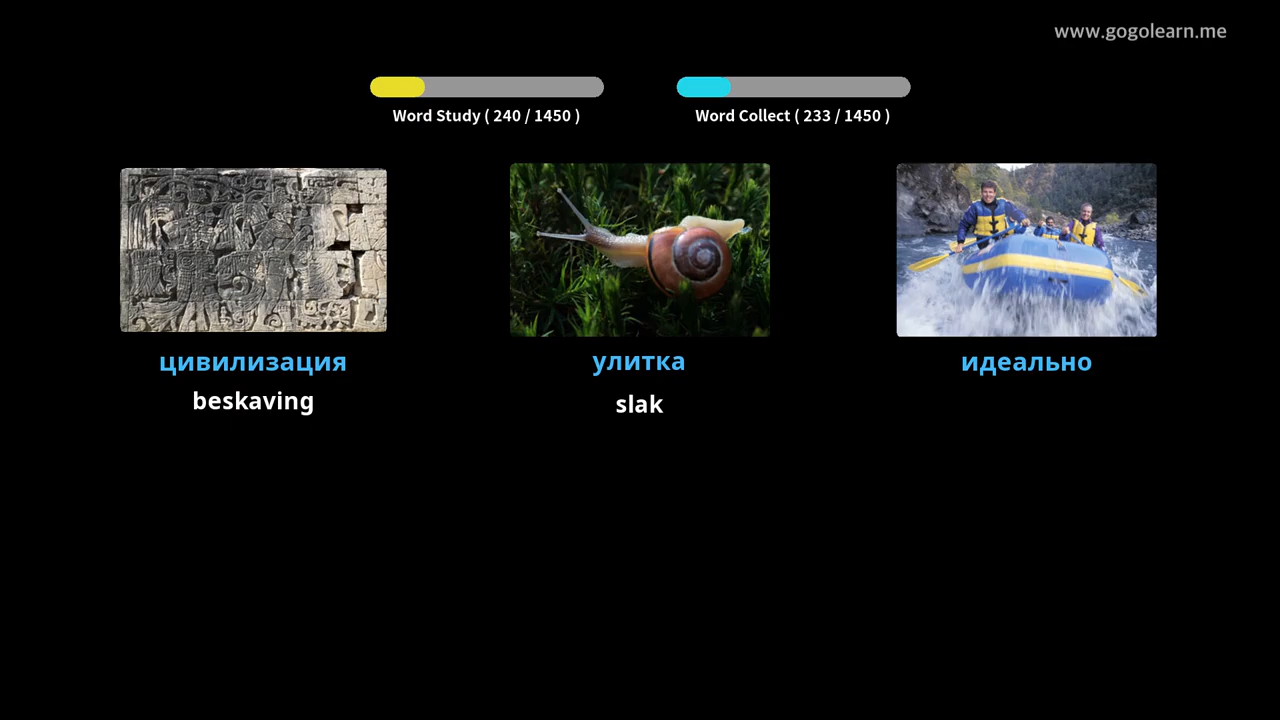 www.gogolearn.me
Word Study ( 240 / 1450 )
Word Collect ( 233 / 1450 )
цивилизация
beskaving
улитка
slak
идеально